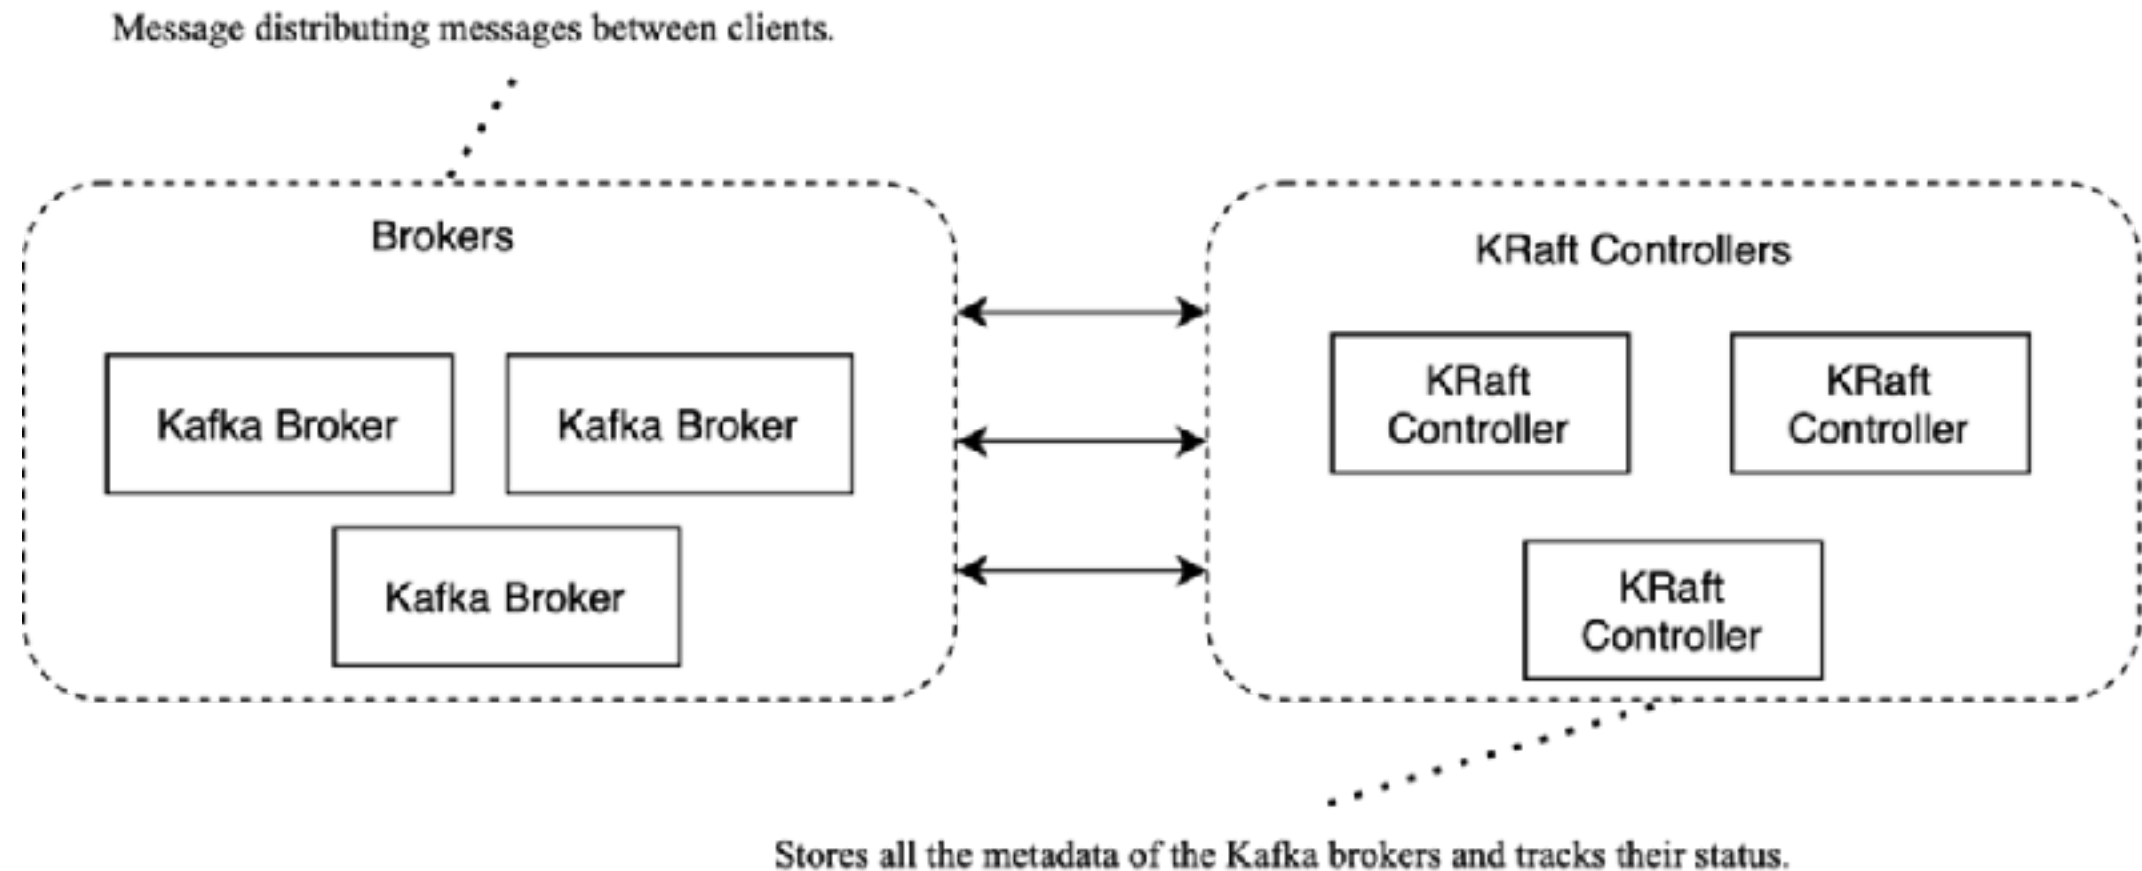 Message distributing messages between clients.
Brokers
KRaft Controllers
Kafka Broker
Kafka Broker
Kafka Broker
KRaft
Controller
KRaft
Controller
KRaft
Controller
Stores all the metadata of the Kafka brokers and tracks their status.